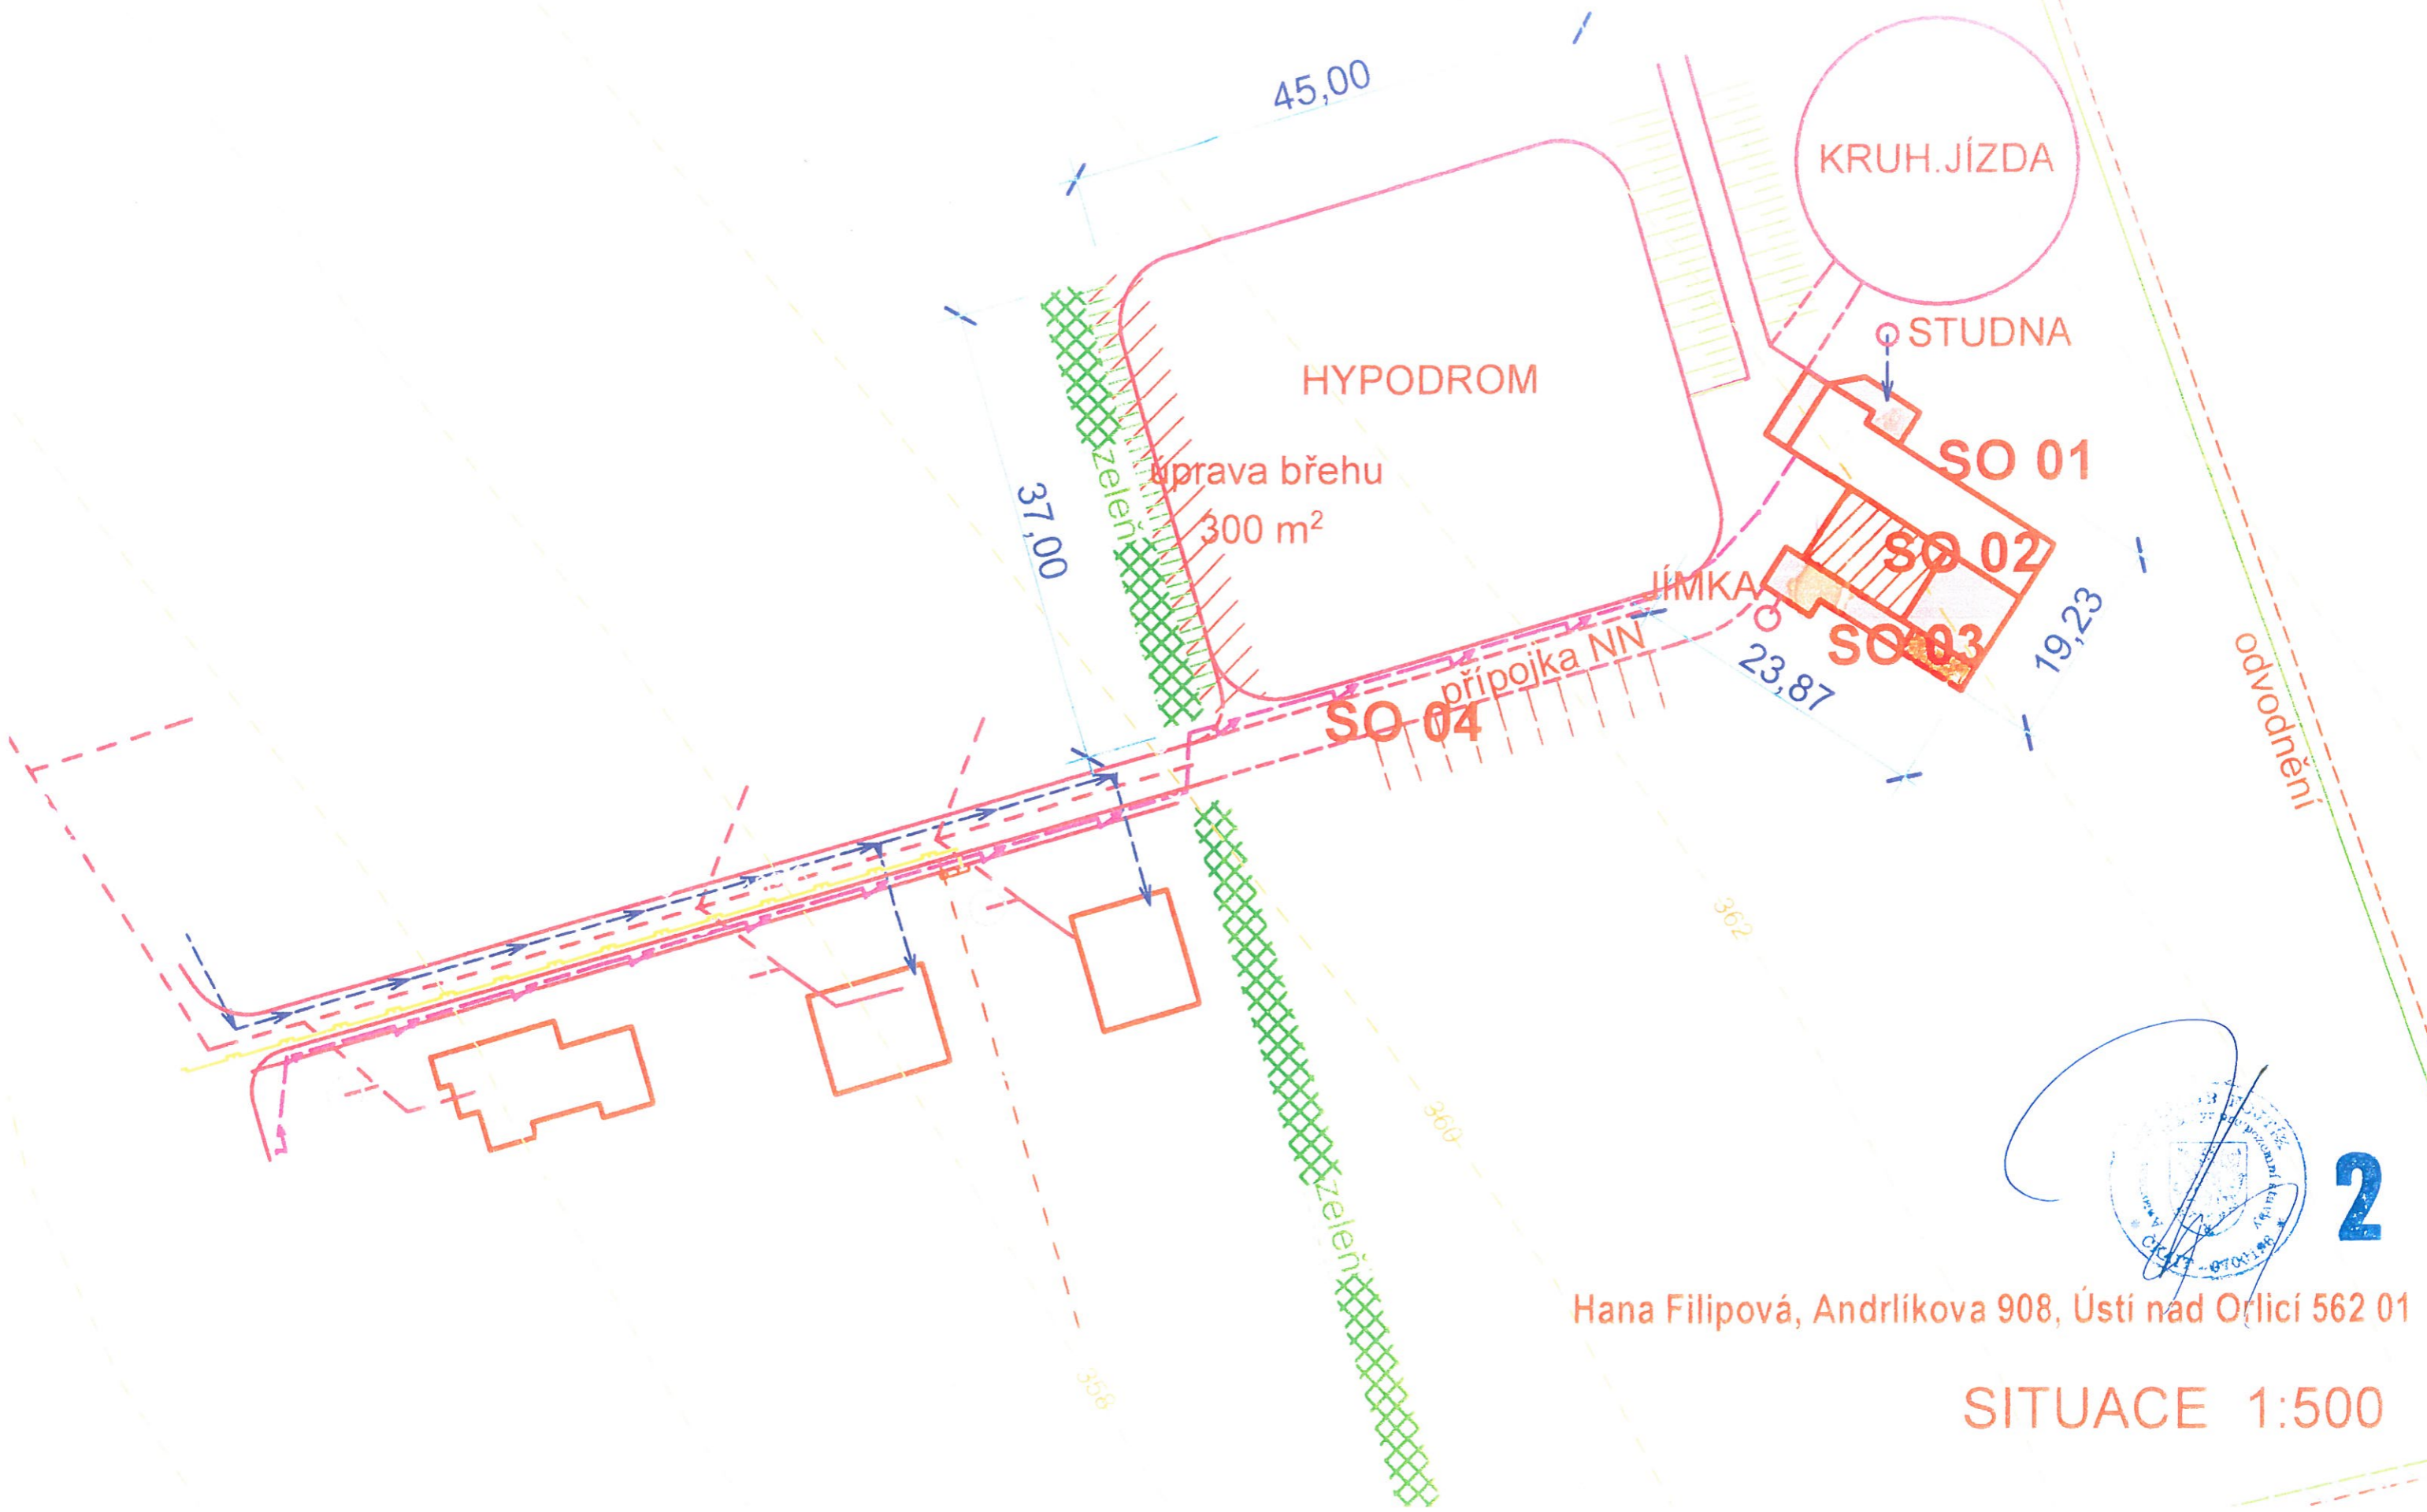 45,00
KRUH.JÍZDA
STUDNA
HYPODROM
SO 01
úprava břehu
300 m²
zeleň
37,00
SO 02
JÍMKA
SO 03
19,23
přípojka NN
23,87
SO 04
odvodnění
362
360
358
zeleň
2
Hana Filipová, Andrlíkova 908, Ústí nad Orlicí 562 01
SITUACE 1:500